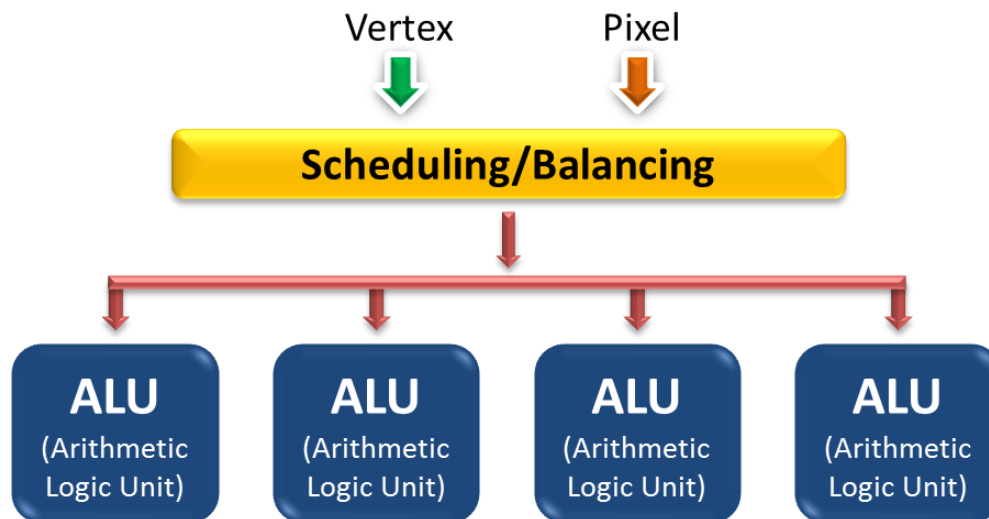 Vertex
Pixel
Scheduling/Balancing
ALU
(Arithmetic
Logic Unit)
ALU
(Arithmetic
Logic Unit)
ALU
(Arithmetic
Logic Unit)
ALU
(Arithmetic
Logic Unit)